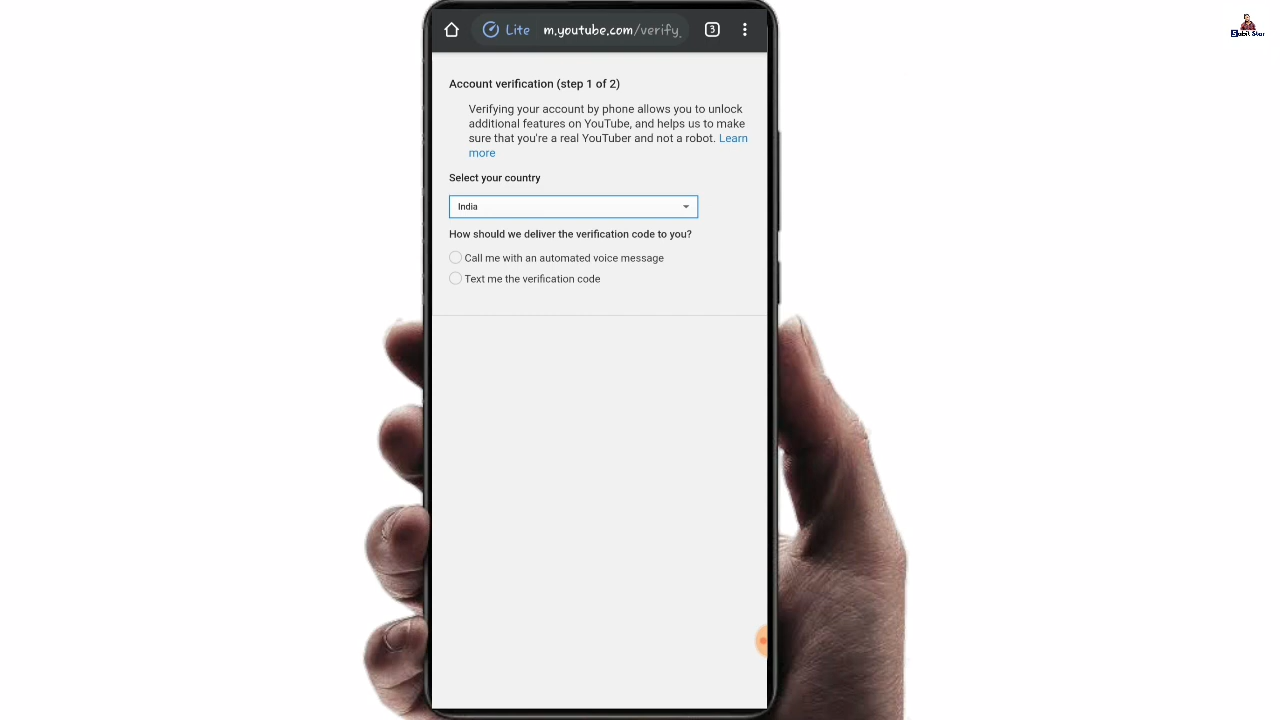 Lite m.youtube.com/verify_ 3
Account verification (step 1 of 2)
Verifying your account by phone allows you to unlock
additional features on YouTube, and helps us to make
sure that you're a real YouTuber and not a robot. Learn
more
Select your country
India
How should we deliver the verification code to you?
Call me with an automated voice message
Text me the verification code